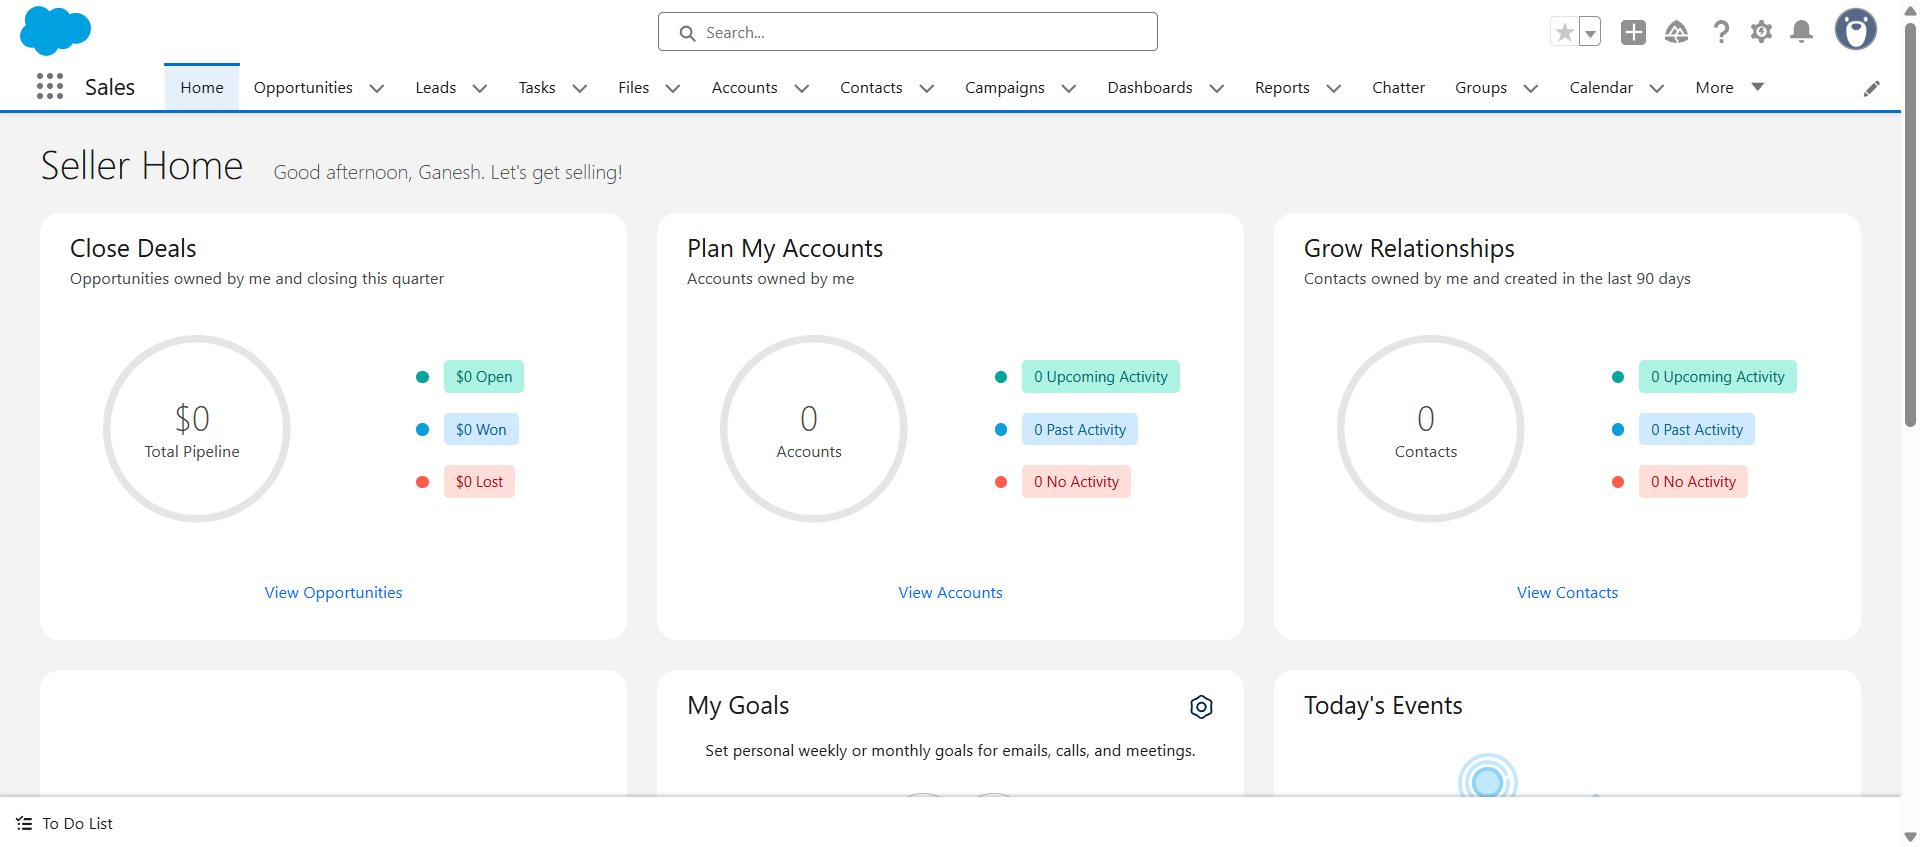 Search...
Sales
Home
Opportunities
Leads
Tasks
Files
Accounts
Contacts
Campaigns
Dashboards
Reports
Chatter
Groups
Calendar
More
Seller Home
Good afternoon, Ganesh. Let's get selling!
Close Deals
Opportunities owned by me and closing this quarter
$0
Total Pipeline
$0 Open
$0 Won
$0 Lost
View Opportunities
Plan My Accounts
Accounts owned by me
0
Accounts
0 Upcoming Activity
0 Past Activity
0 No Activity
View Accounts
Grow Relationships
Contacts owned by me and created in the last 90 days
0
Contacts
0 Upcoming Activity
0 Past Activity
0 No Activity
View Contacts
My Goals
Set personal weekly or monthly goals for emails, calls, and meetings.
Today's Events
To Do List